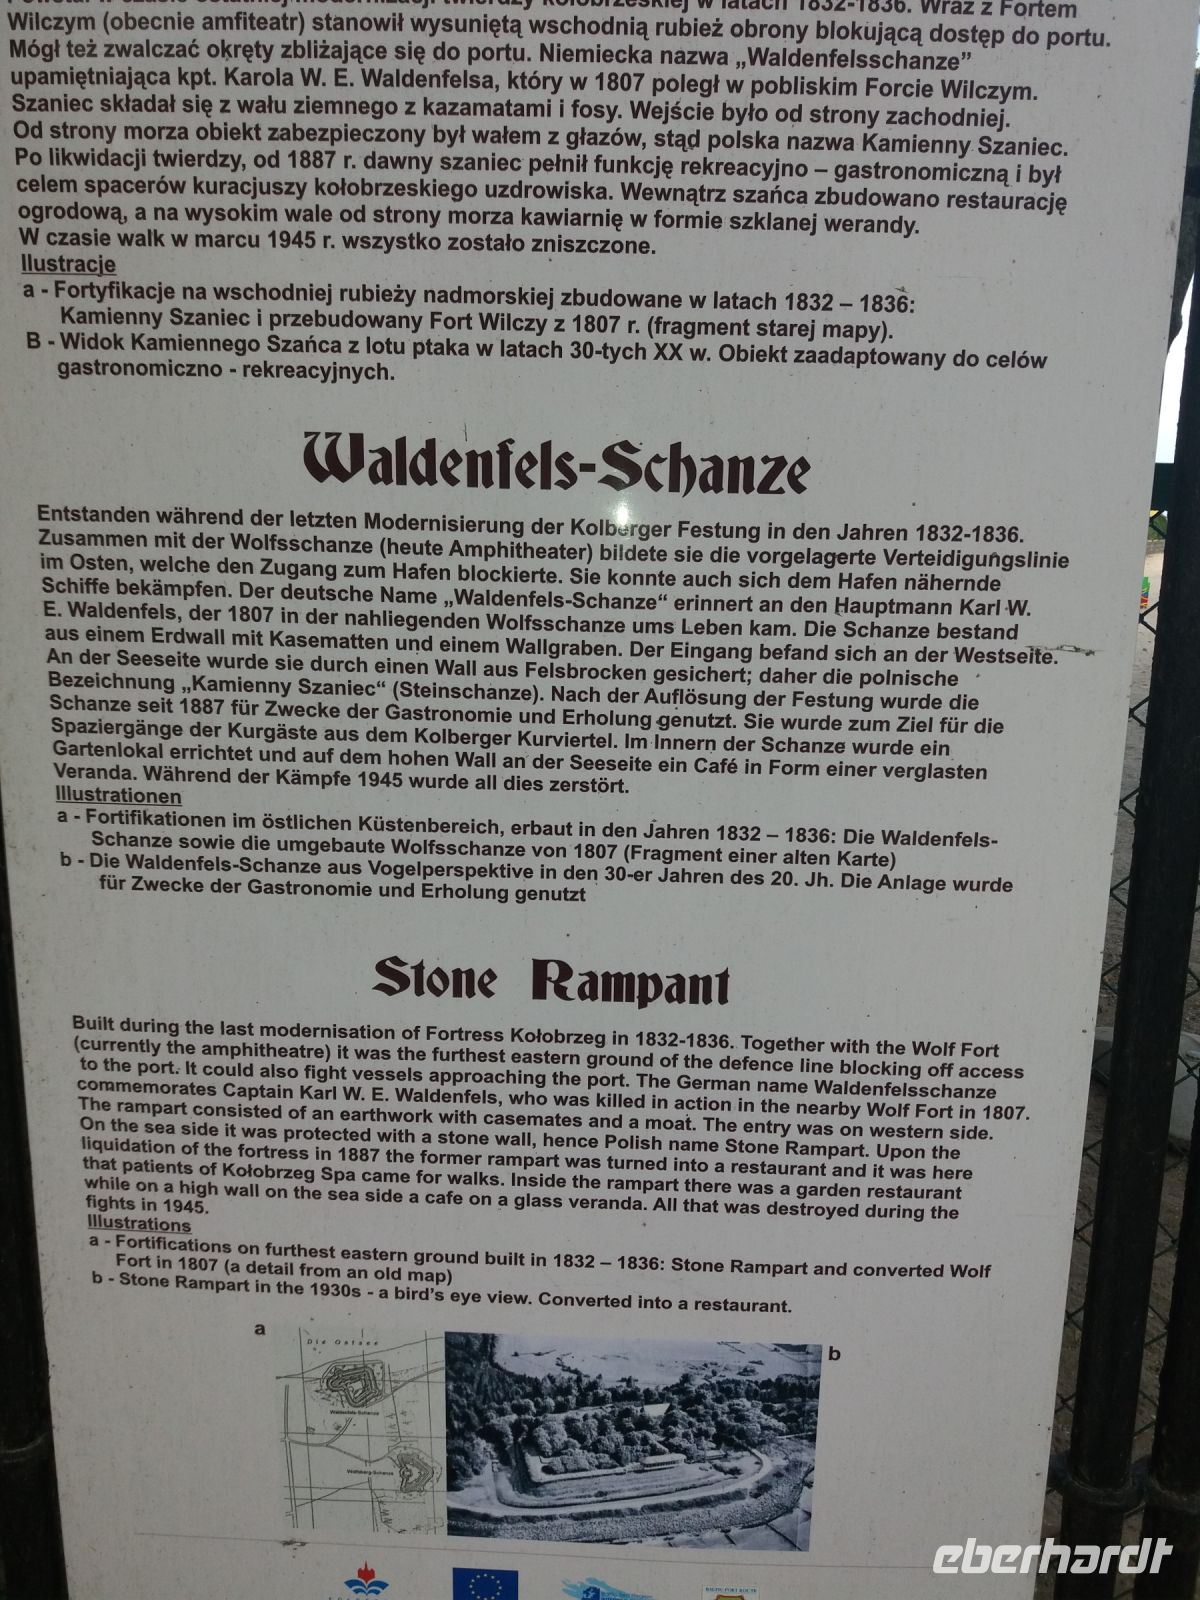 Powstał w czasie ostatniej modernizacji twierdzy kołobrzeskiej w latach 1832-1836. Wraz z Fortem
Wilczym (obecnie amfiteatr) stanowił wysuniętą wschodnią rubież obrony blokującą dostęp do portu.
Mógł też zwalczać okręty zbliżające się do portu. Niemiecka nazwa „Waldenfelsschanze”
upamiętniająca kpt. Karola W. E. Waldenfelsa, który w 1807 poległ w pobliskim Forcie Wilczym.
Szaniec składał się z wału ziemnego z kazamatami i fosy. Wejście było od strony zachodniej.
Od strony morza obiekt zabezpieczony był wałem z głazów, stąd polska nazwa Kamienny Szaniec.
Po likwidacji twierdzy, od 1887 r. dawny szaniec pełnił funkcję rekreacyjno – gastronomiczną i był
celem spacerów kuracjuszy kołobrzeskiego uzdrowiska. Wewnątrz szańca zbudowano restaurację
ogrodową, a na wysokim wale od strony morza kawiarnię w formie szklanej werandy.
W czasie walk w marcu 1945 r. wszystko zostało zniszczone.
Ilustracje
a - Fortyfikacje na wschodniej rubieży nadmorskiej zbudowane w latach 1832 – 1836:
Kamienny Szaniec i przebudowany Fort Wilczy z 1807 r. (fragment starej mapy).
B - Widok Kamiennego Szańca z lotu ptaka w latach 30-tych XX w. Obiekt zaadaptowany do celów
gastronomiczno - rekreacyjnych.
Waldenfels-Schanze
Entstanden während der letzten Modernisierung der Kolberger Festung in den Jahren 1832-1836.
Zusammen mit der Wolfsschanze (heute Amphitheater) bildete sie die vorgelagerte Verteidigungslinie
im Osten, welche den Zugang zum Hafen blockierte. Sie konnte auch sich dem Hafen nähernde
Schiffe bekämpfen. Der deutsche Name „Waldenfels-Schanze“ erinnert an den Hauptmann Karl W.
E. Waldenfels, der 1807 in der nahliegenden Wolfsschanze ums Leben kam. Die Schanze bestand
aus einem Erdwall mit Kasematten und einem Wallgraben. Der Eingang befand sich an der Westseite.
An der Seeseite wurde sie durch einen Wall aus Felsbrocken gesichert; daher die polnische
Bezeichnung „Kamienny Szaniec“ (Steinschanze). Nach der Auflösung der Festung wurde die
Schanze seit 1887 für Zwecke der Gastronomie und Erholung genutzt. Sie wurde zum Ziel für die
Spaziergänge der Kurgäste aus dem Kolberger Kurviertel. Im Innern der Schanze wurde ein
Gartenlokal errichtet und auf dem hohen Wall an der Seeseite ein Café in Form einer verglasten
Veranda. Während der Kämpfe 1945 wurde all dies zerstört.
Illustrationen
a - Fortifikationen im östlichen Küstenbereich, erbaut in den Jahren 1832 – 1836: Die Waldenfels-
Schanze sowie die umgebaute Wolfsschanze von 1807 (Fragment einer alten Karte)
b - Die Waldenfels-Schanze aus Vogelperspektive in den 30-er Jahren des 20. Jh. Die Anlage wurde
für Zwecke der Gastronomie und Erholung genutzt
Stone Rampant
Built during the last modernisation of Fortress Kołobrzeg in 1832-1836. Together with the Wolf Fort
(currently the amphitheatre) it was the furthest eastern ground of the defence line blocking off access
to the port. It could also fight vessels approaching the port. The German name Waldenfelsschanze
commemorates Captain Karl W. E. Waldenfels, who was killed in action in the nearby Wolf Fort in 1807.
The rampart consisted of an earthwork with casemates and a moat. The entry was on western side.
On the sea side it was protected with a stone wall, hence Polish name Stone Rampart. Upon the
liquidation of the fortress in 1887 the former rampart was turned into a restaurant and it was here
that patients of Kołobrzeg Spa came for walks. Inside the rampart there was a garden restaurant
while on a high wall on the sea side a cafe on a glass veranda. All that was destroyed during the
fights in 1945.
Illustrations
a - Fortifications on furthest eastern ground built in 1832 – 1836: Stone Rampart and converted Wolf
Fort in 1807 (a detail from an old map)
b - Stone Rampart in the 1930s - a bird's eye view. Converted into a restaurant.
a
b
Die Ostsee
Waldenfels-Schanze
Wolfsberg-Schanze
BALTIC FORT ROUTE
eberhardt